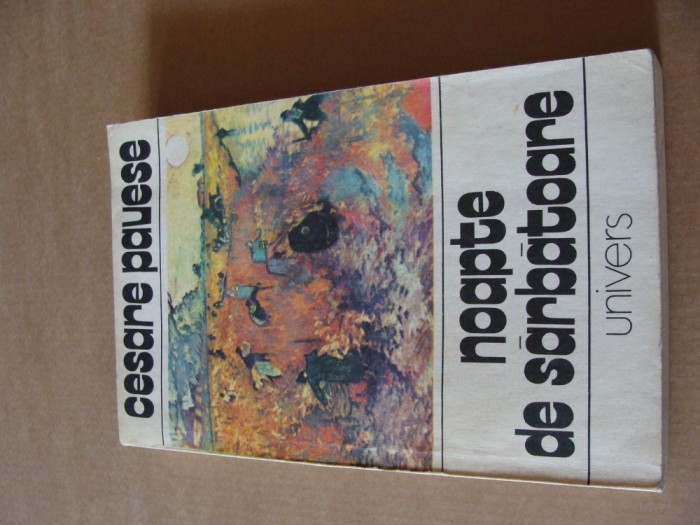 cesare pavese
noapte
de sărbătoare
univers